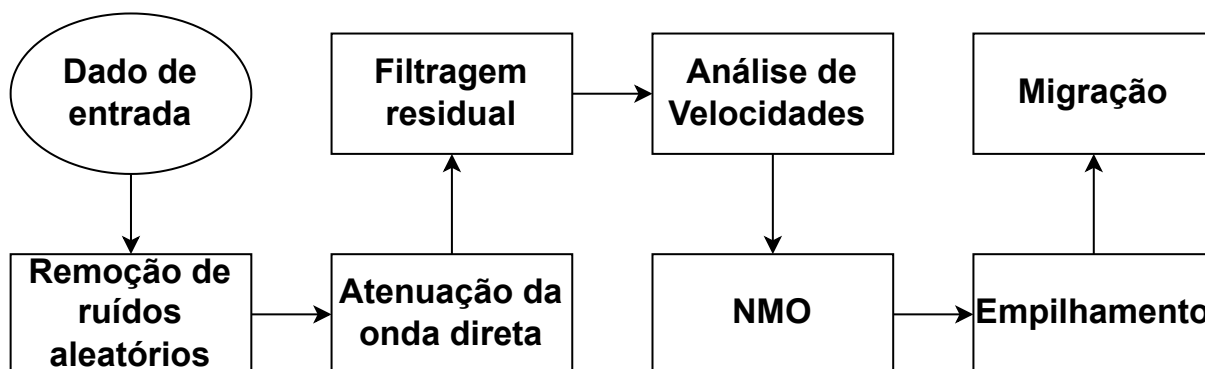 Dado de
entrada
Remoção de
ruídos
aleatórios
Atenuação da
onda direta
Filtragem
residual
Análise de
Velocidades
NMO
Empilhamento
Migração